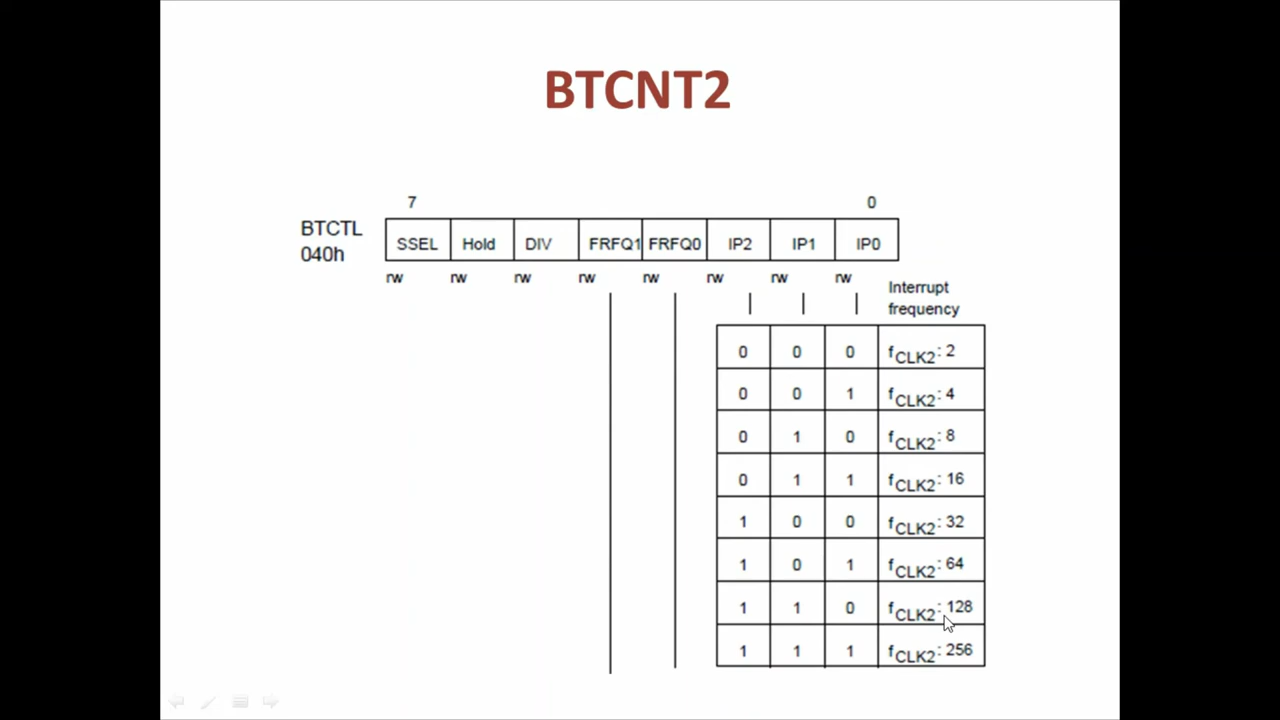 BTCNT2
7 0
BTCTL
040h
SSEL Hold DIV FRFQ1 FRFQ0 IP2 IP1 IP0
rw rw rw rw rw rw rw rw
Interrupt
frequency
0 0 0 fCLK2: 2
0 0 1 fCLK2: 4
0 1 0 fCLK2: 8
0 1 1 fCLK2: 16
1 0 0 fCLK2: 32
1 0 1 fCLK2: 64
1 1 0 fCLK2: 128
1 1 1 fCLK2: 256